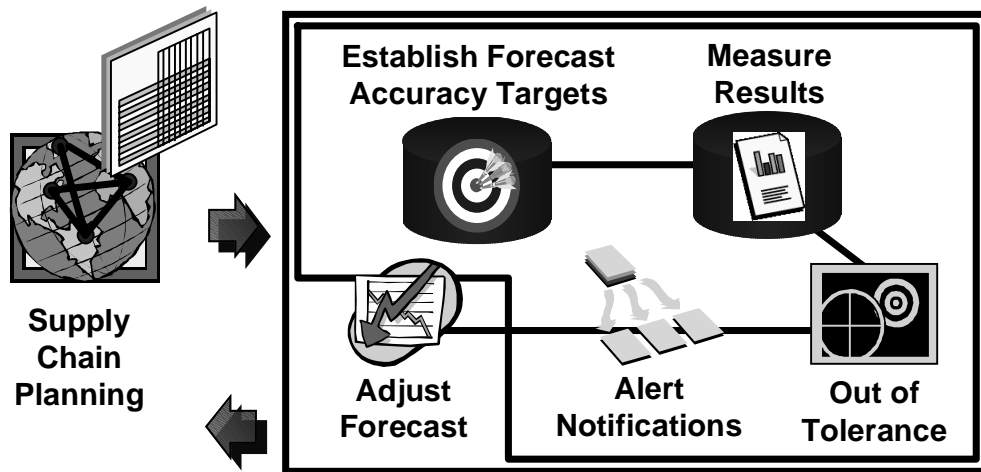 Establish Forecast
Accuracy Targets
Measure
Results
Supply
Chain
Planning
Adjust
Forecast
Alert
Notifications
Out of
Tolerance